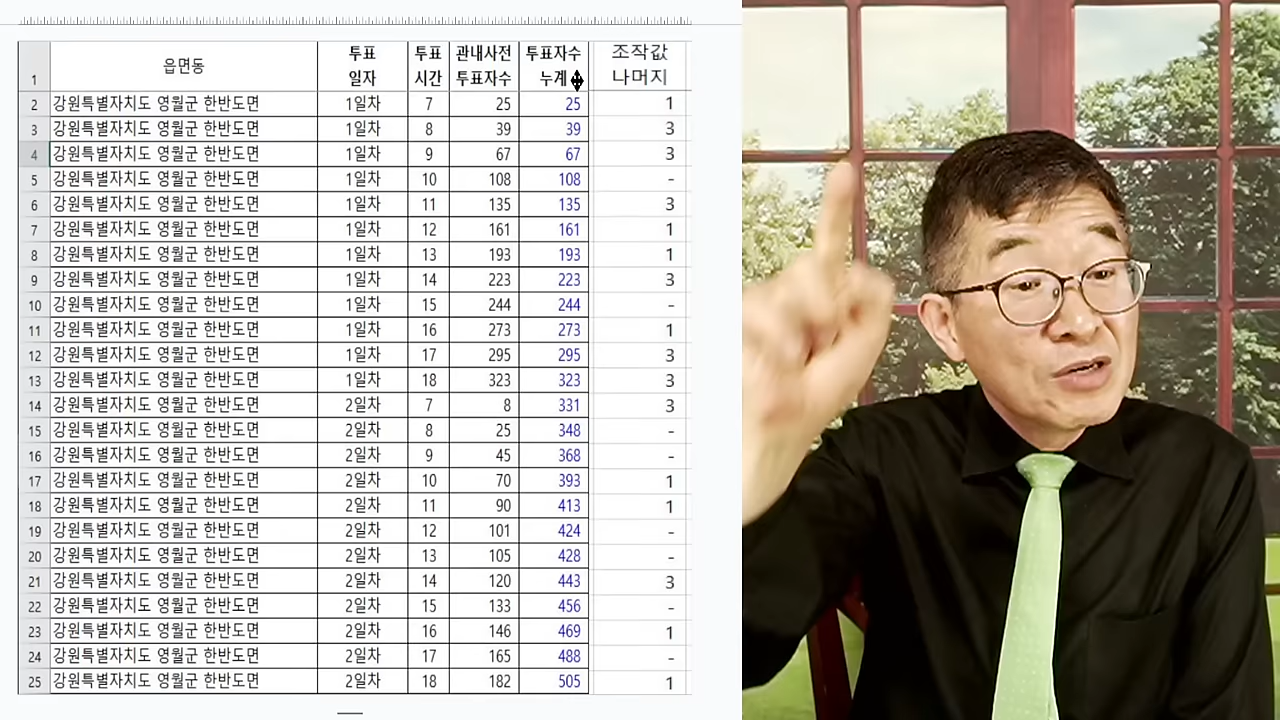 1 읍면동 투표 일자 투표 시간 관내사전 투표자수 투표자수 누계 조작값 나머지
2 강원특별자치도 영월군 한반도면 1일차 7 25 25 1
3 강원특별자치도 영월군 한반도면 1일차 8 39 39 3
4 강원특별자치도 영월군 한반도면 1일차 9 67 67 3
5 강원특별자치도 영월군 한반도면 1일차 10 108 108 -
6 강원특별자치도 영월군 한반도면 1일차 11 135 135 3
7 강원특별자치도 영월군 한반도면 1일차 12 161 161 1
8 강원특별자치도 영월군 한반도면 1일차 13 193 193 1
9 강원특별자치도 영월군 한반도면 1일차 14 223 223 3
10 강원특별자치도 영월군 한반도면 1일차 15 244 244 -
11 강원특별자치도 영월군 한반도면 1일차 16 273 273 1
12 강원특별자치도 영월군 한반도면 1일차 17 295 295 3
13 강원특별자치도 영월군 한반도면 1일차 18 323 323 3
14 강원특별자치도 영월군 한반도면 2일차 7 8 331 3
15 강원특별자치도 영월군 한반도면 2일차 8 25 348 -
16 강원특별자치도 영월군 한반도면 2일차 9 45 368 -
17 강원특별자치도 영월군 한반도면 2일차 10 70 393 1
18 강원특별자치도 영월군 한반도면 2일차 11 90 413 1
19 강원특별자치도 영월군 한반도면 2일차 12 101 424 -
20 강원특별자치도 영월군 한반도면 2일차 13 105 428 -
21 강원특별자치도 영월군 한반도면 2일차 14 120 443 3
22 강원특별자치도 영월군 한반도면 2일차 15 133 456 -
23 강원특별자치도 영월군 한반도면 2일차 16 146 469 1
24 강원특별자치도 영월군 한반도면 2일차 17 165 488 -
25 강원특별자치도 영월군 한반도면 2일차 18 182 505 1